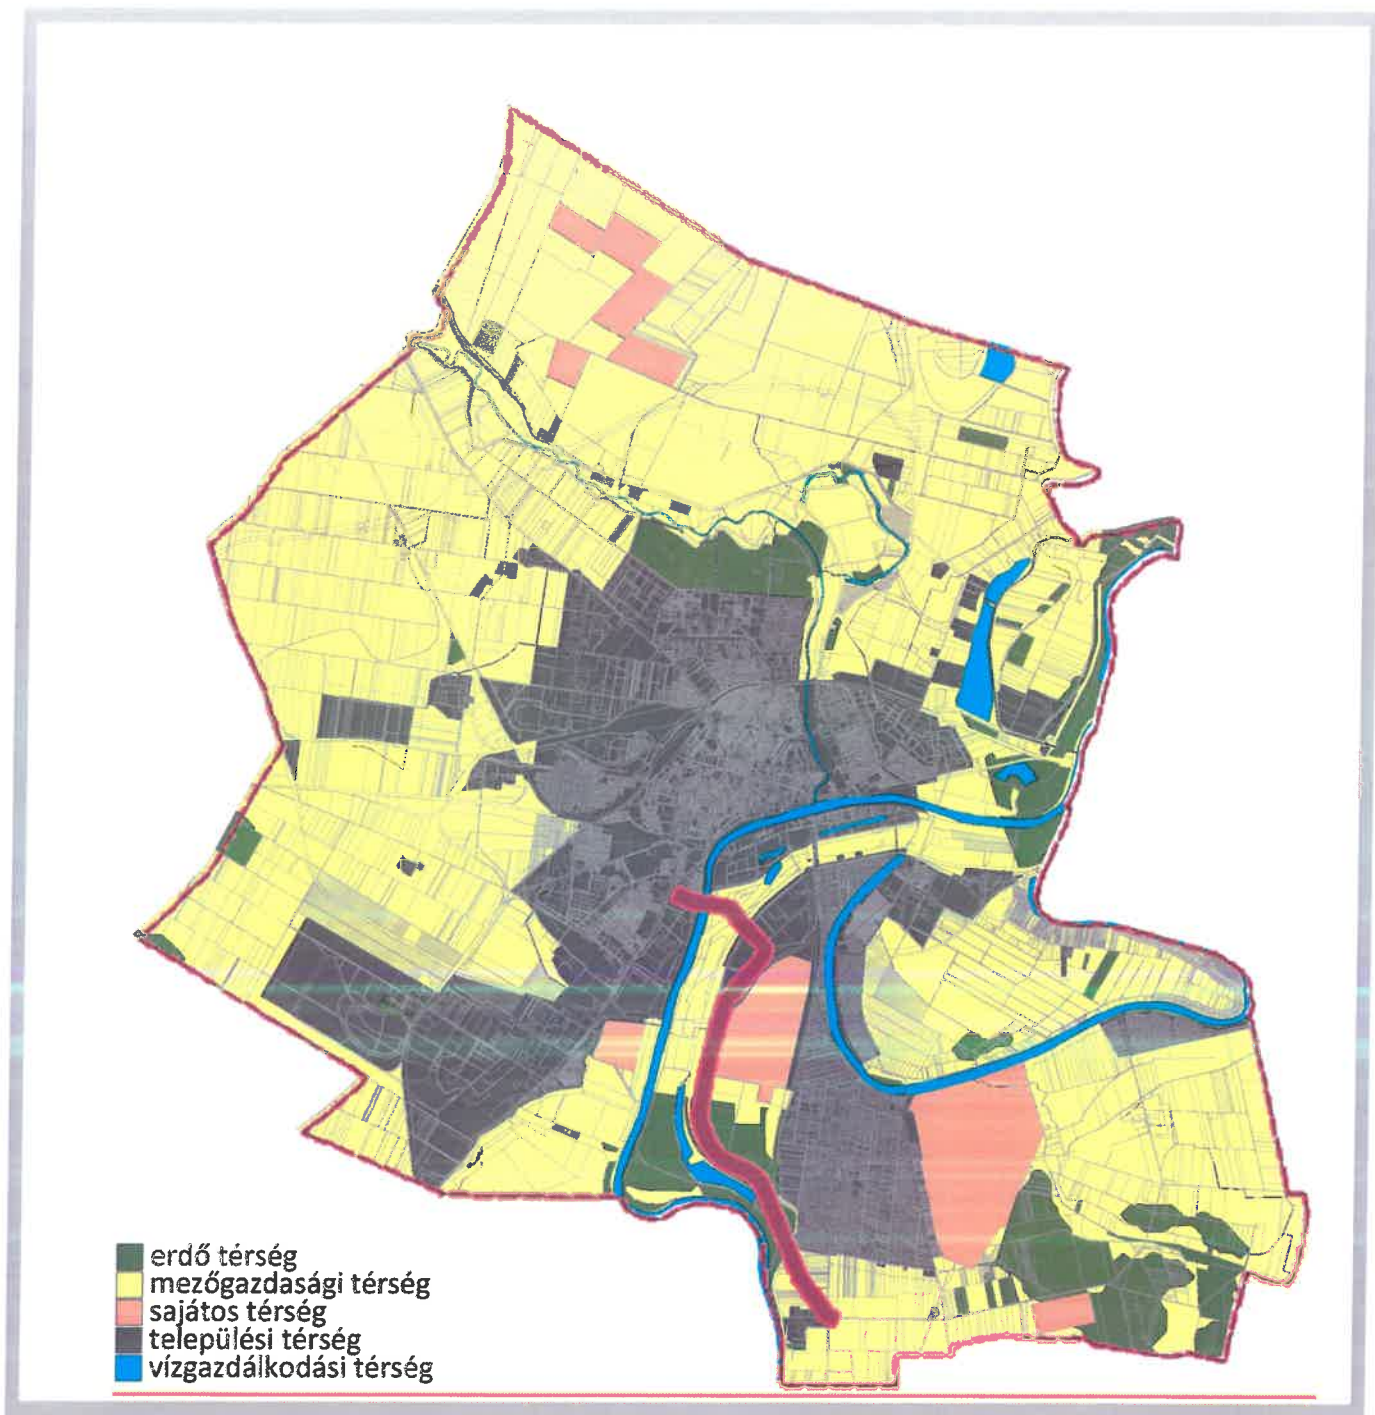 erdő térség
mezőgazdasági térség
sajátos térség
települési térség
vízgazdálkodási térség